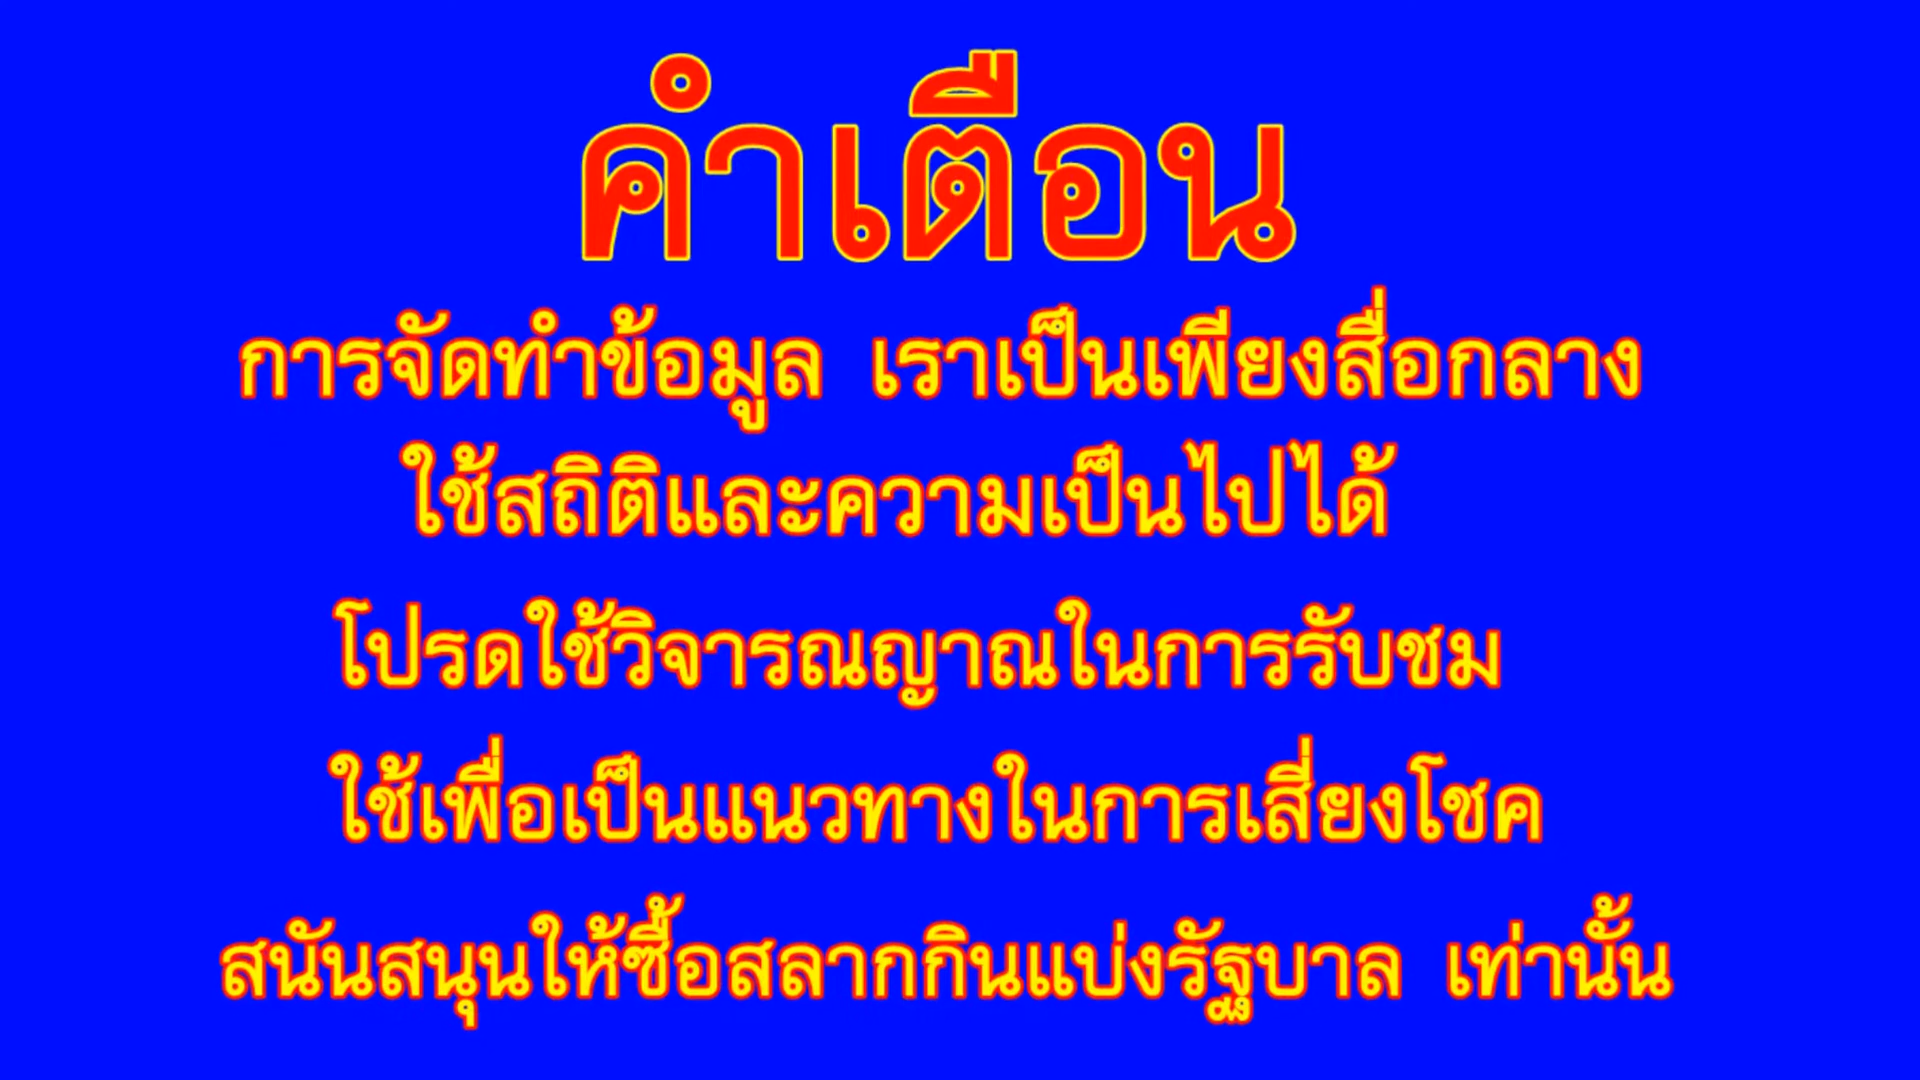 คำเตือน
การจัดทำข้อมูล เราเป็นเพียงสื่อกลาง
ใช้สถิติและความเป็นไปได้
โปรดใช้วิจารณญาณในการรับชม
ใช้เพื่อเป็นแนวทางในการเสี่ยงโชค
สนันสนุนให้ซื้อสลากกินแบ่งรัฐบาล เท่านั้น